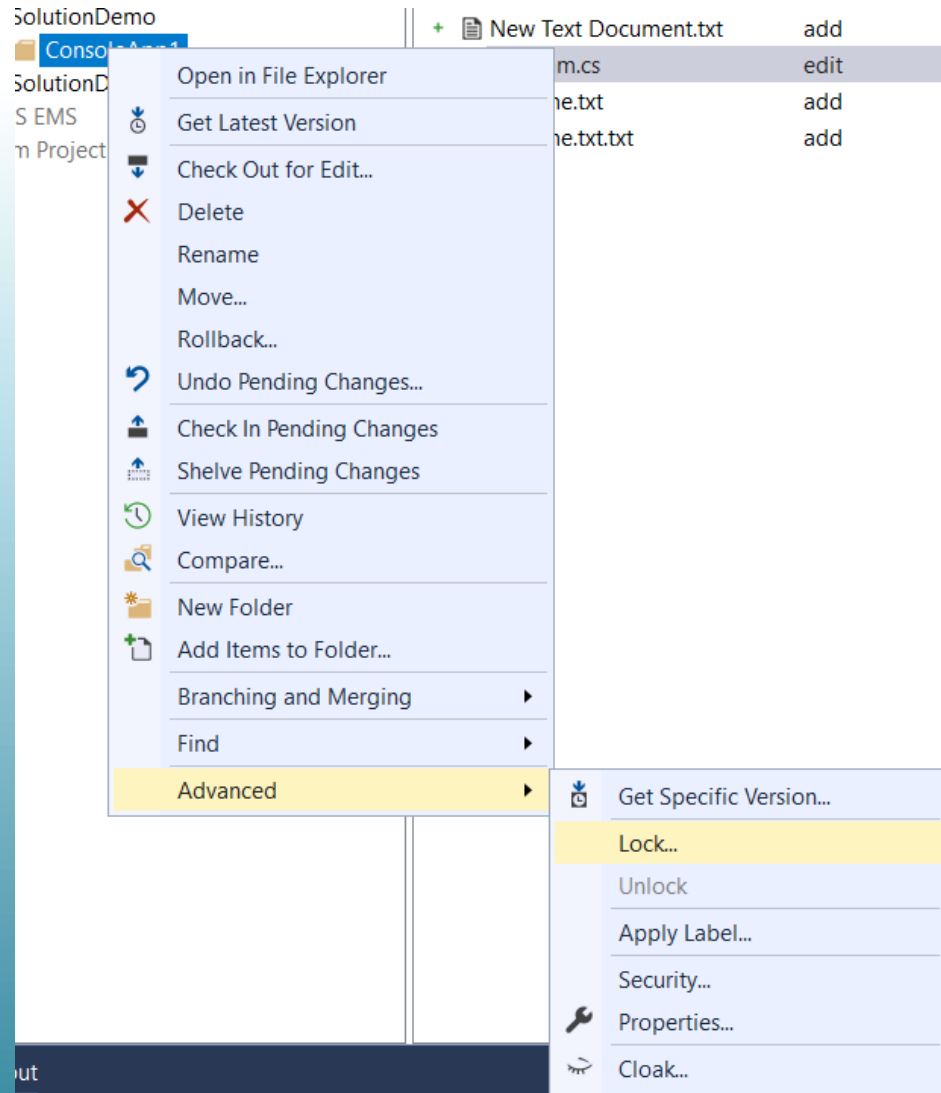 SolutionDemo
ConsoleApp1
SolutionD
S EMS
m Project
New Text Document.txt add
m.cs edit
ne.txt add
ne.txt.txt add
Open in File Explorer
Get Latest Version
Check Out for Edit...
Delete
Rename
Move...
Rollback...
Undo Pending Changes...
Check In Pending Changes
Shelve Pending Changes
View History
Compare...
New Folder
Add Items to Folder...
Branching and Merging
Find
Advanced
Get Specific Version...
Lock...
Unlock
Apply Label...
Security...
Properties...
Cloak...
out